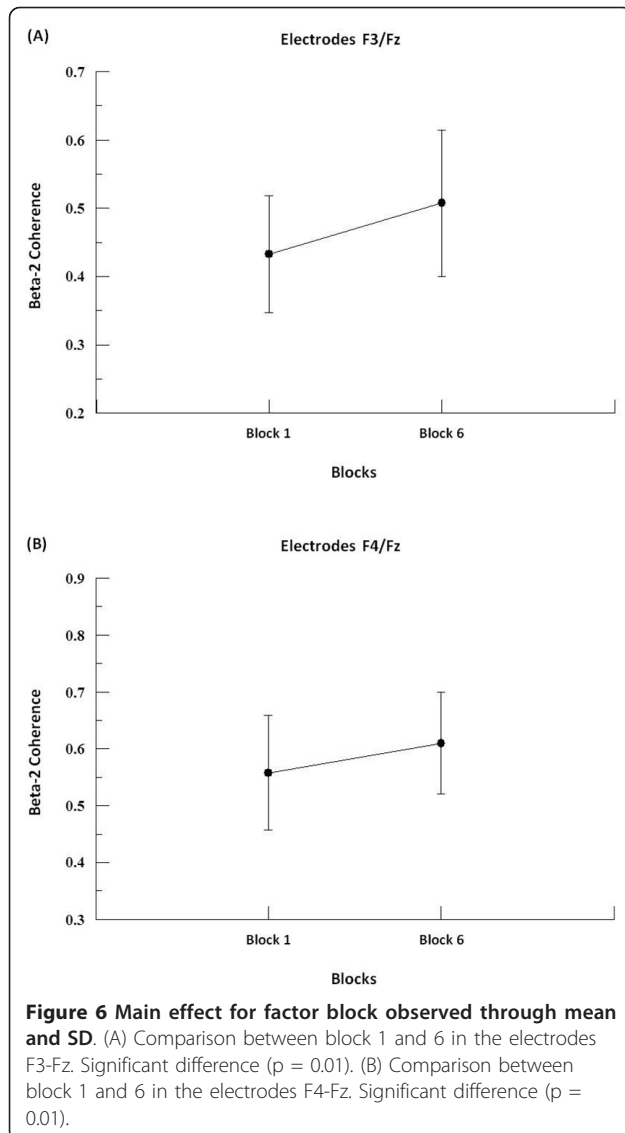 (A)
Electrodes F3/Fz
0.7
0.6
0.5
0.4
0.3
0.2
Beta-2 Coherence
Block 1 Block 6
Blocks
(B)
Electrodes F4/Fz
0.9
0.8
0.7
0.6
0.5
0.4
0.3
Beta-2 Coherence
Block 1 Block 6
Blocks
Figure 6 Main effect for factor block observed through mean
and SD. (A) Comparison between block 1 and 6 in the electrodes
F3-Fz. Significant difference (p = 0.01). (B) Comparison between
block 1 and 6 in the electrodes F4-Fz. Significant difference (p =
0.01).